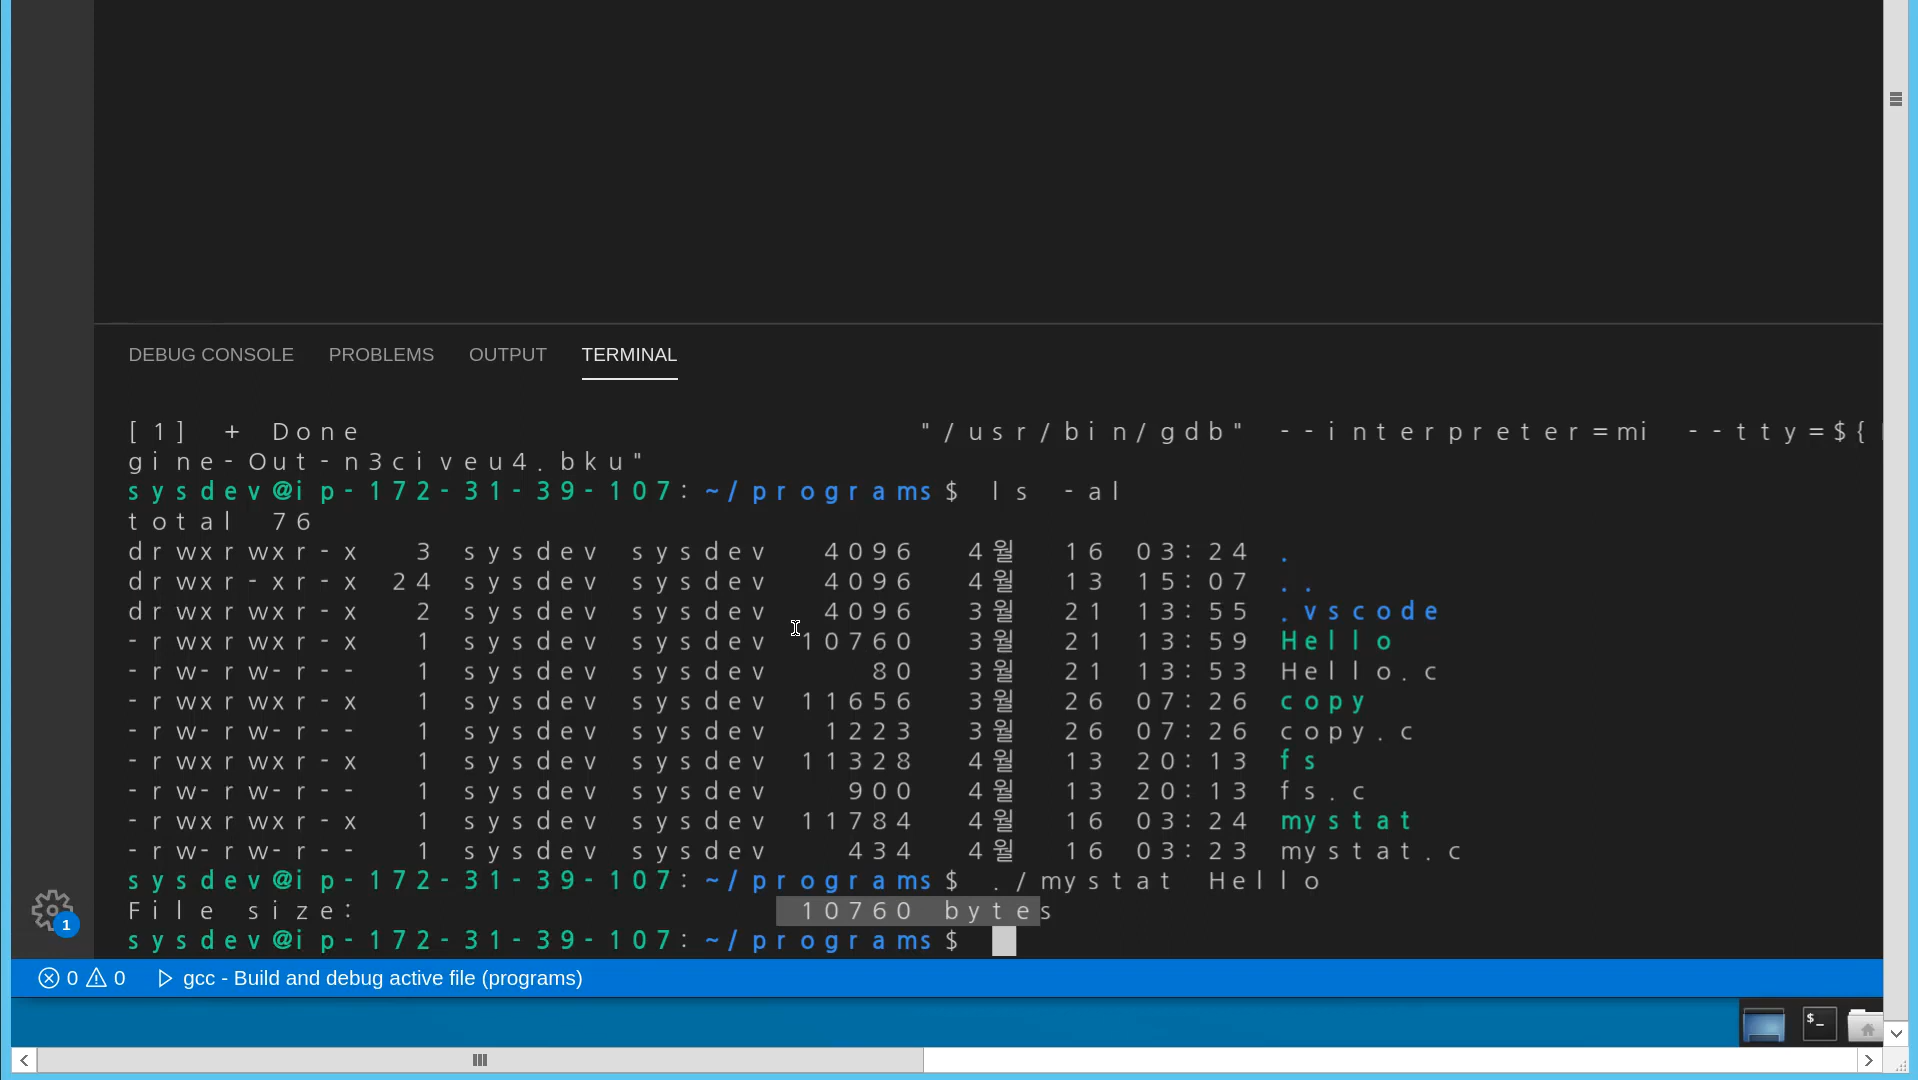 DEBUG CONSOLE PROBLEMS OUTPUT TERMINAL
[1] + Done "/usr/bin/gdb" --interpreter=mi --tty=${
gine-Out-n3civeu4.bku"
sysdev@ip-172-31-39-107:~/programs$ ls -al
total 76
drwxrwxr-x 3 sysdev sysdev 4096 4월 16 03:24 .
drwxr-xr-x 24 sysdev sysdev 4096 4월 13 15:07 ..
drwxrwxr-x 2 sysdev sysdev 4096 3월 21 13:55 .vscode
-rwxrwxr-x 1 sysdev sysdev 10760 3월 21 13:59 Hello
-rw-rw-r-- 1 sysdev sysdev 80 3월 21 13:53 Hello.c
-rwxrwxr-x 1 sysdev sysdev 11656 3월 26 07:26 copy
-rw-rw-r-- 1 sysdev sysdev 1223 3월 26 07:26 copy.c
-rwxrwxr-x 1 sysdev sysdev 11328 4월 13 20:13 fs
-rw-rw-r-- 1 sysdev sysdev 900 4월 13 20:13 fs.c
-rwxrwxr-x 1 sysdev sysdev 11784 4월 16 03:24 mystat
-rw-rw-r-- 1 sysdev sysdev 434 4월 16 03:23 mystat.c
sysdev@ip-172-31-39-107:~/programs$ ./mystat Hello
File size: 10760 bytes
sysdev@ip-172-31-39-107:~/programs$
1
0 0 gcc - Build and debug active file (programs)
$_